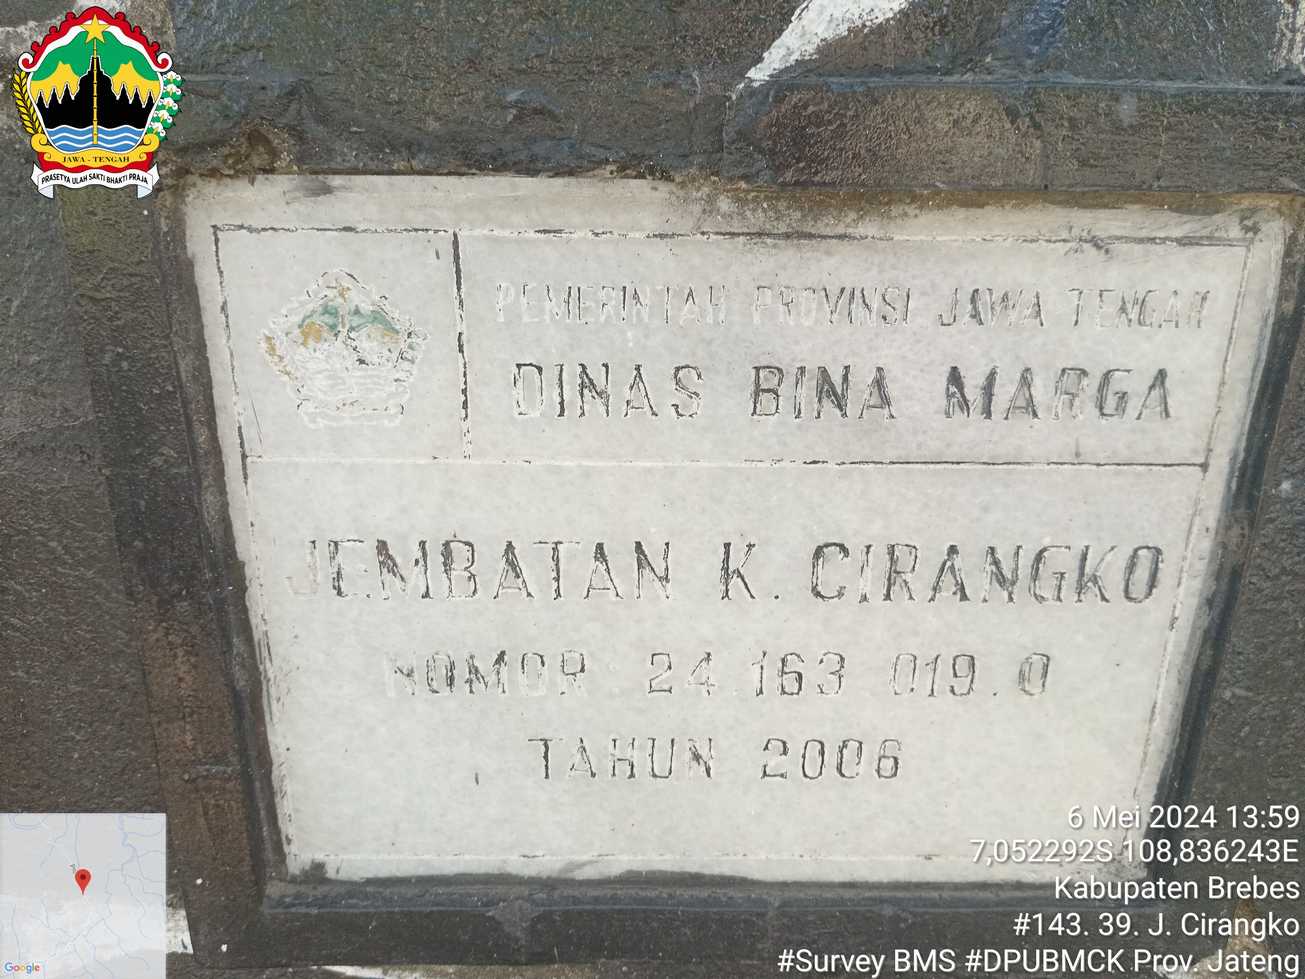 JAWA - TENGAH
PRASETYA ULAH SAKTI BHAKTI PRAJA
PEMERINTAH PROVINSI JAWA TENGAH
DINAS BINA MARGA
JEMBATAN K. CIRANGKO
NOMOR 24.163.019.0
TAHUN 2006
6 Mei 2024 13:59
7,052292S 108,836243E
Kabupaten Brebes
#143. 39. J. Cirangko
#Survey BMS #DPUBMCK Prov. Jateng
Google